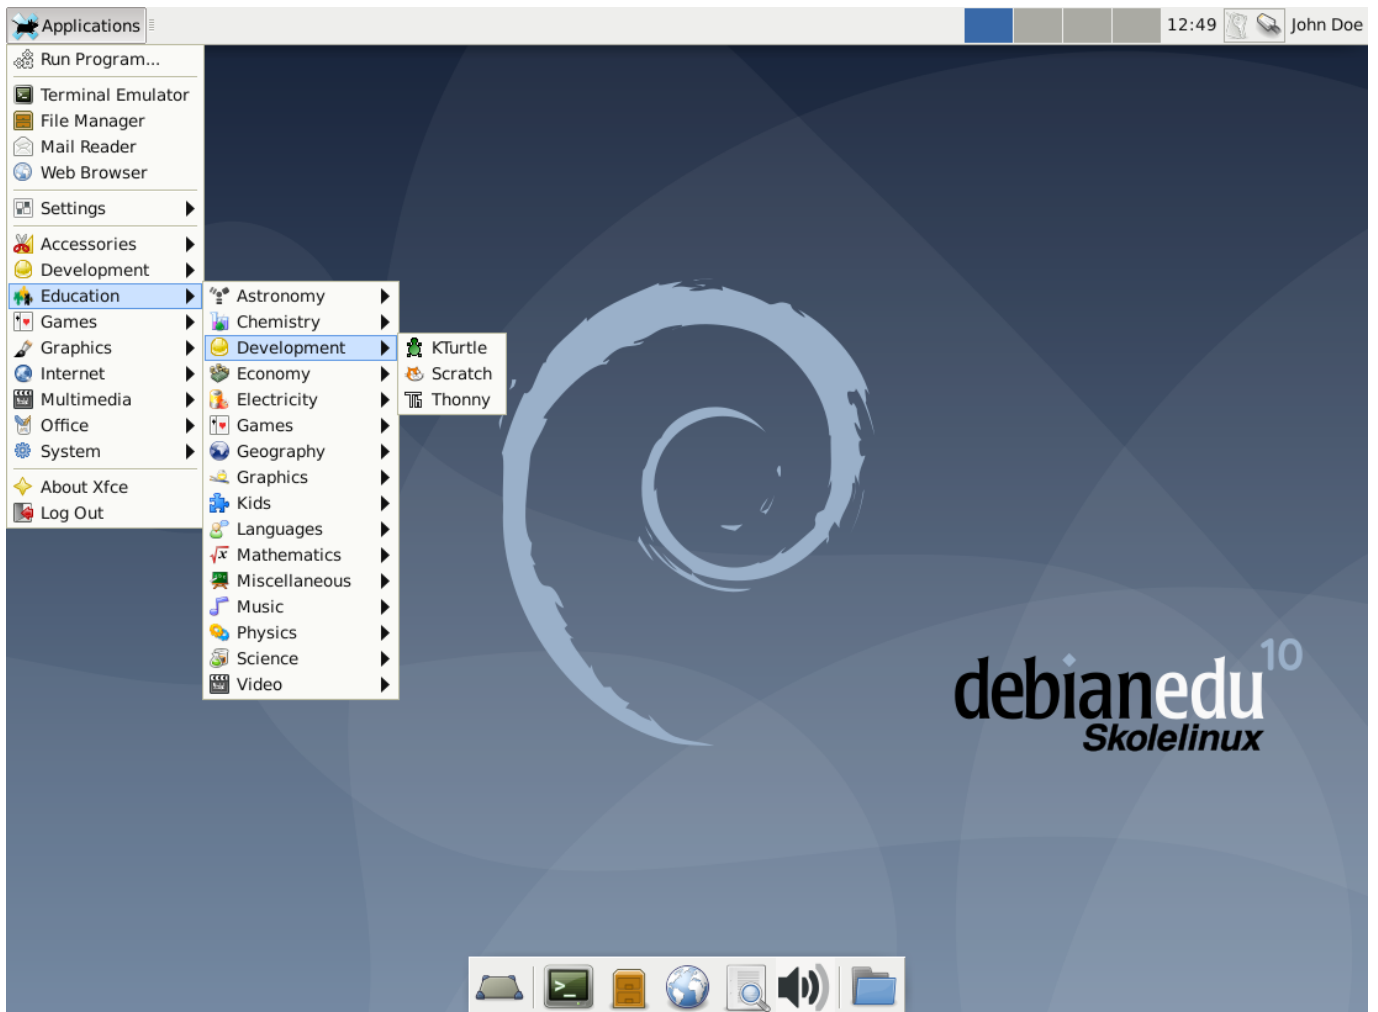 Applications
12:49
John Doe
Run Program...
Terminal Emulator
File Manager
Mail Reader
Web Browser
Settings
Accessories
Development
Education
Games
Graphics
Internet
Multimedia
Office
System
About Xfce
Log Out
Astronomy
Chemistry
Development
Economy
Electricity
Games
Geography
Graphics
Kids
Languages
Mathematics
Miscellaneous
Music
Physics
Science
Video
KTurtle
Scratch
Thonny
debianedu 10
Skolelinux